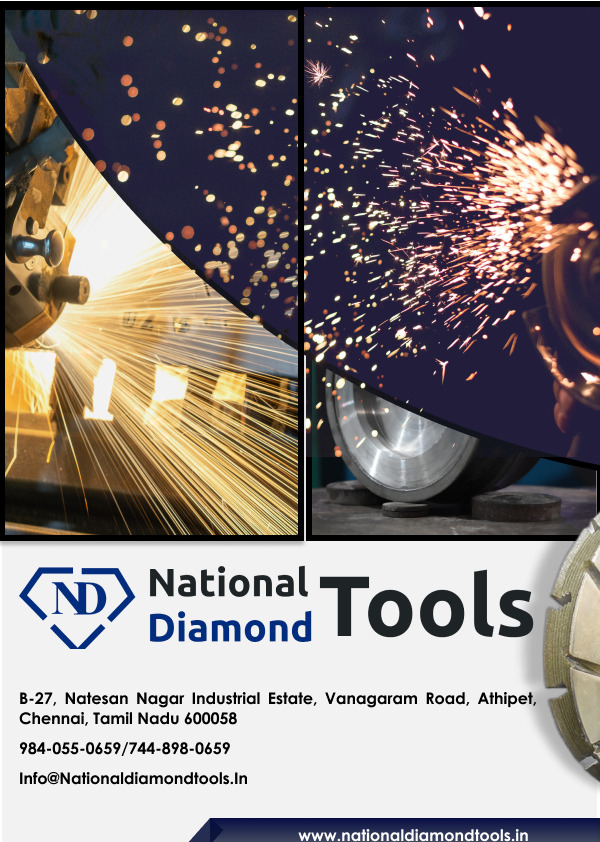 ND
National
Diamond
Tools
B-27, Natesan Nagar Industrial Estate, Vanagaram Road, Athipet,
Chennai, Tamil Nadu 600058
984-055-0659/744-898-0659
Info@Nationaldiamondtools.In
www.nationaldiamondtools.in